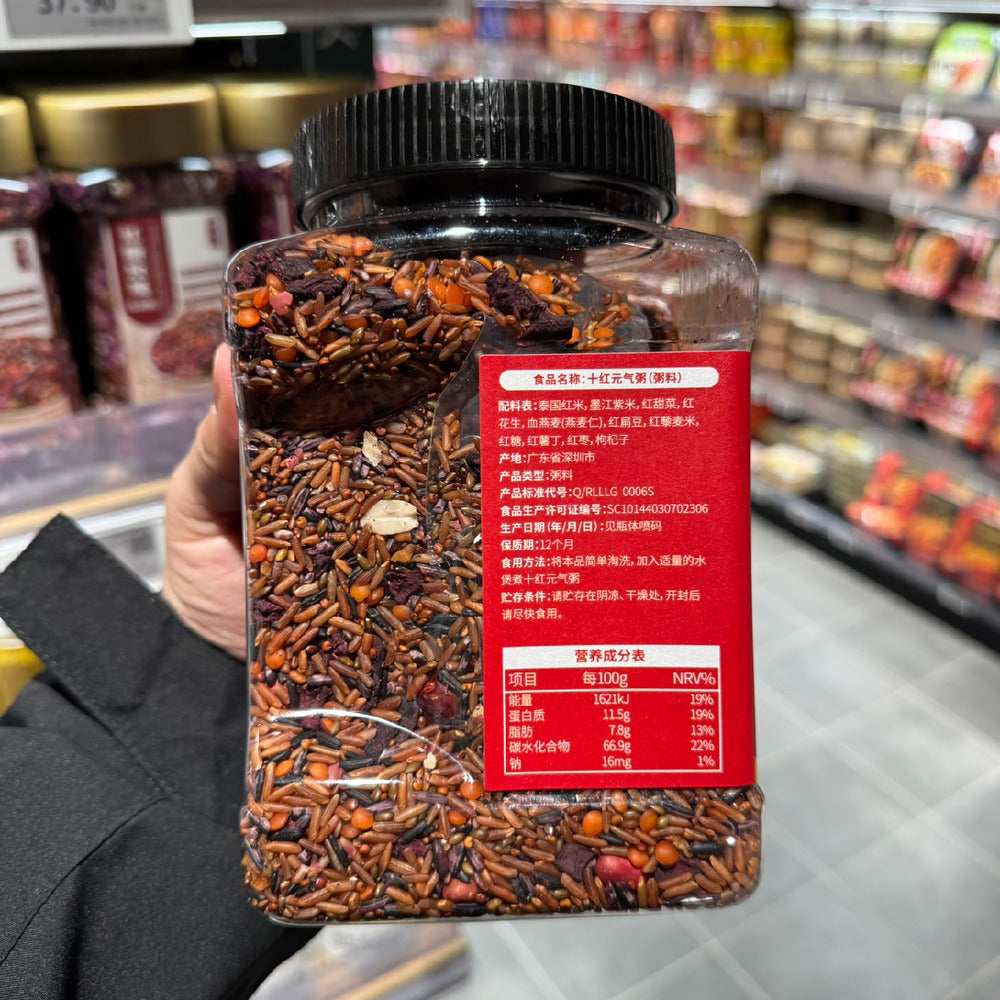 37.90
食品名称:十红元气粥(粥料)
配料表:泰国红米,墨江紫米,红甜菜,红
花生,血燕麦(燕麦仁),红扁豆,红藜麦米,
红糖,红薯丁,红枣,枸杞子
产地:广东省深圳市
产品类型:粥料
产品标准代号:Q/RLLLG 0006S
食品生产许可证编号:SC10144030702306
生产日期(年/月/日):见瓶体喷码
保质期:12个月
食用方法:将本品简单淘洗,加入适量的水
煲煮十红元气粥
贮存条件:请贮存在阴凉、干燥处,开封后
请尽快食用。
营养成分表
项目 每100g NRV%
能量 1621kJ 19%
蛋白质 11.5g 19%
脂肪 7.8g 13%
碳水化合物 66.9g 22%
钠 16mg 1%